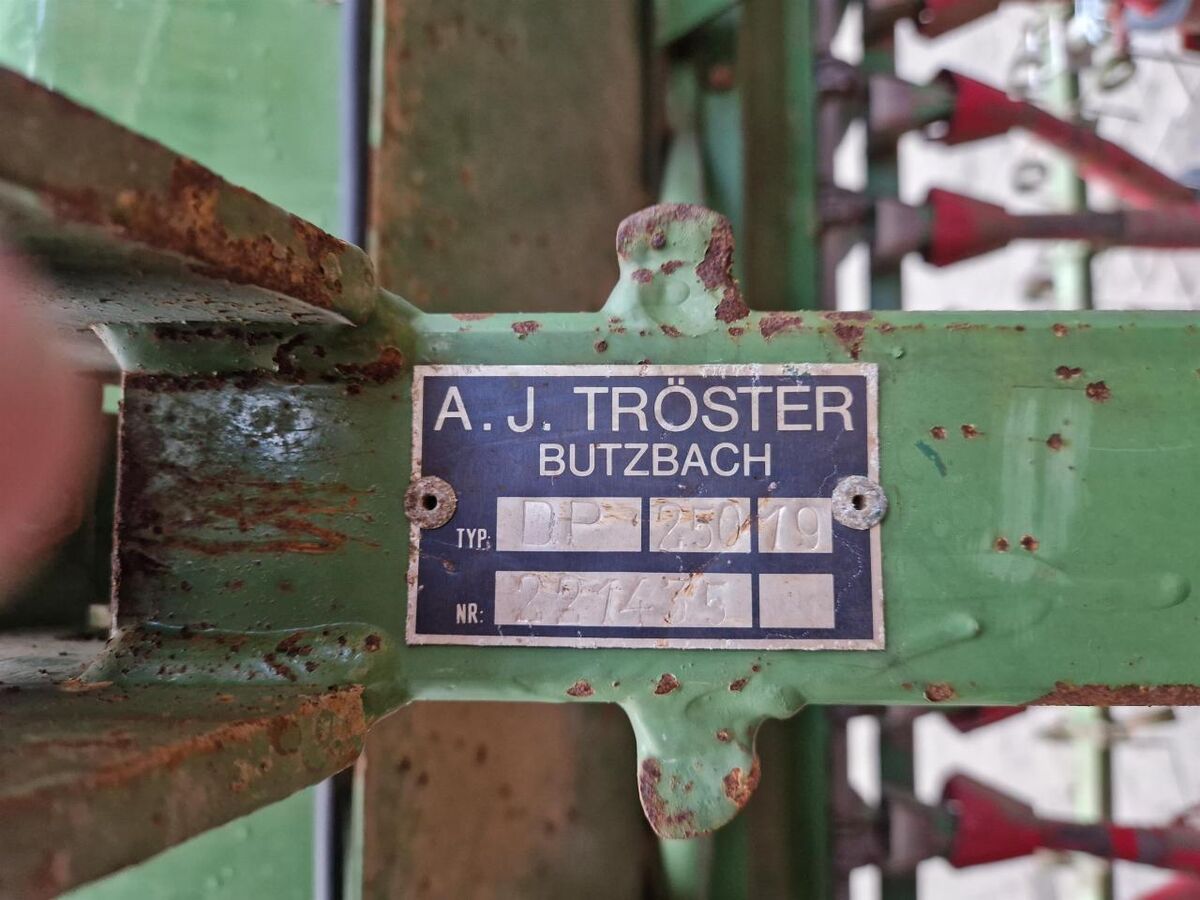 A. J. TRÖSTER
BUTZBACH
TYP: DP 250 19
NR: 221435